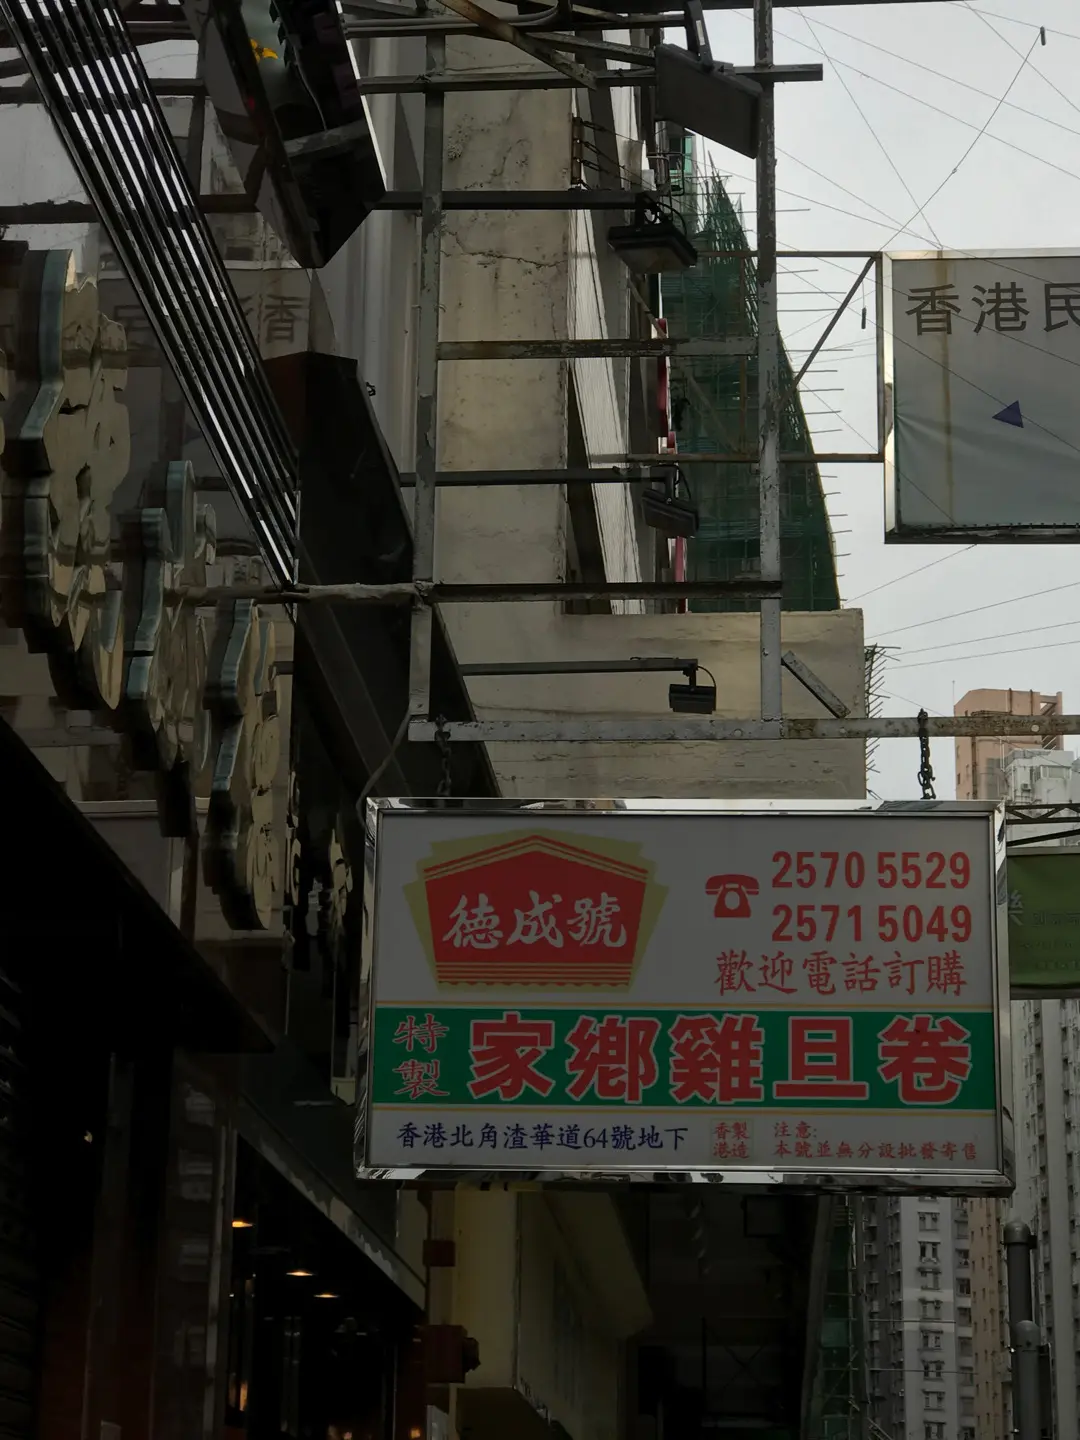 香港民
德成號
2570 5529
2571 5049
歡迎電話訂購
特製
家鄉雞旦卷
香港北角渣華道64號地下
香港製造
注意:
本號並無分設批發寄售
樂